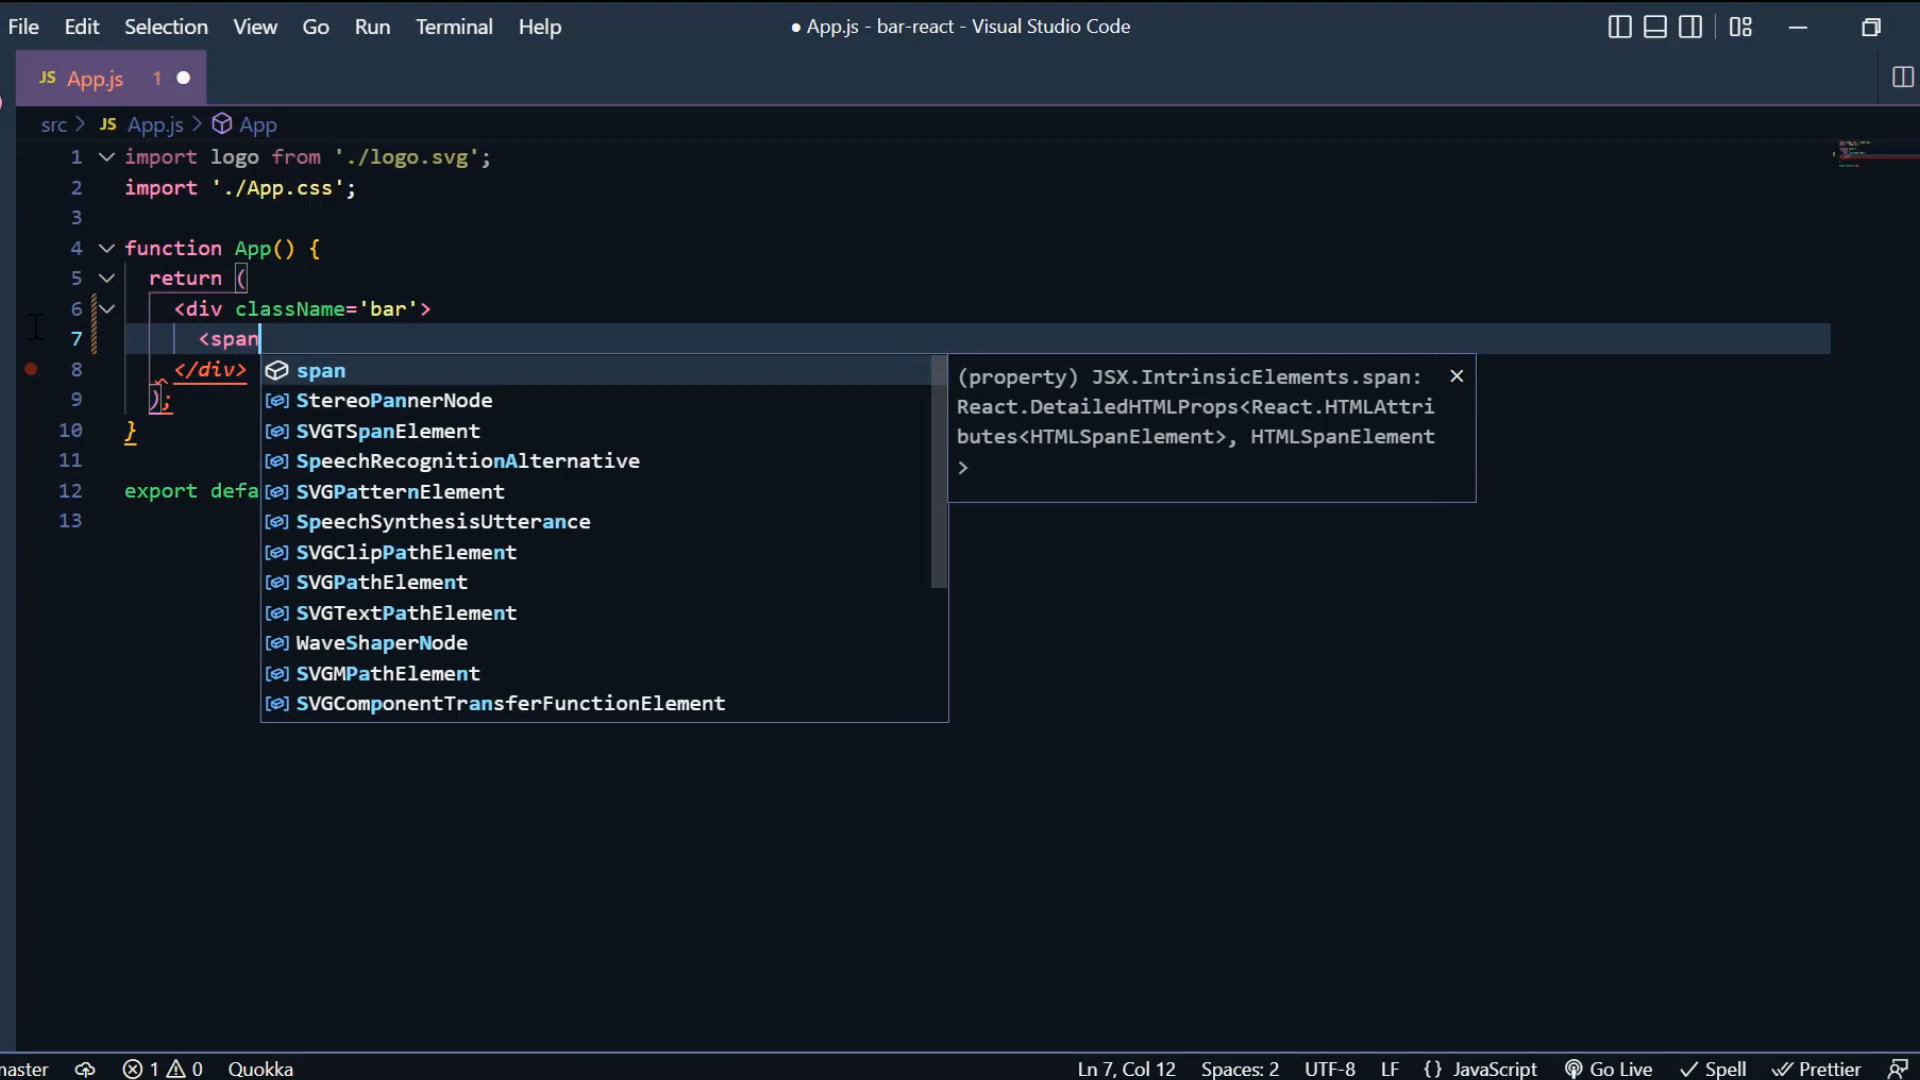 File Edit Selection View Go Run Terminal Help ● App.js - bar-react - Visual Studio Code
JS App.js 1 ●
src > JS App.js > App
1 import logo from './logo.svg';
2 import './App.css';
3
4 function App() {
5 return (
6 <div className='bar'>
7 <span
8 </div>
9 );
10 }
11
12 export defa
13
span
StereoPannerNode
SVGTSpanElement
SpeechRecognitionAlternative
SVGPatternElement
SpeechSynthesisUtterance
SVGClipPathElement
SVGPathElement
SVGTextPathElement
WaveShaperNode
SVGMPathElement
SVGComponentTransferFunctionElement
(property) JSX.IntrinsicElements.span:
React.DetailedHTMLProps<React.HTMLAttri
butes<HTMLSpanElement>, HTMLSpanElement
>
master 1 0 Quokka Ln 7, Col 12 Spaces: 2 UTF-8 LF {} JavaScript Go Live Spell Prettier